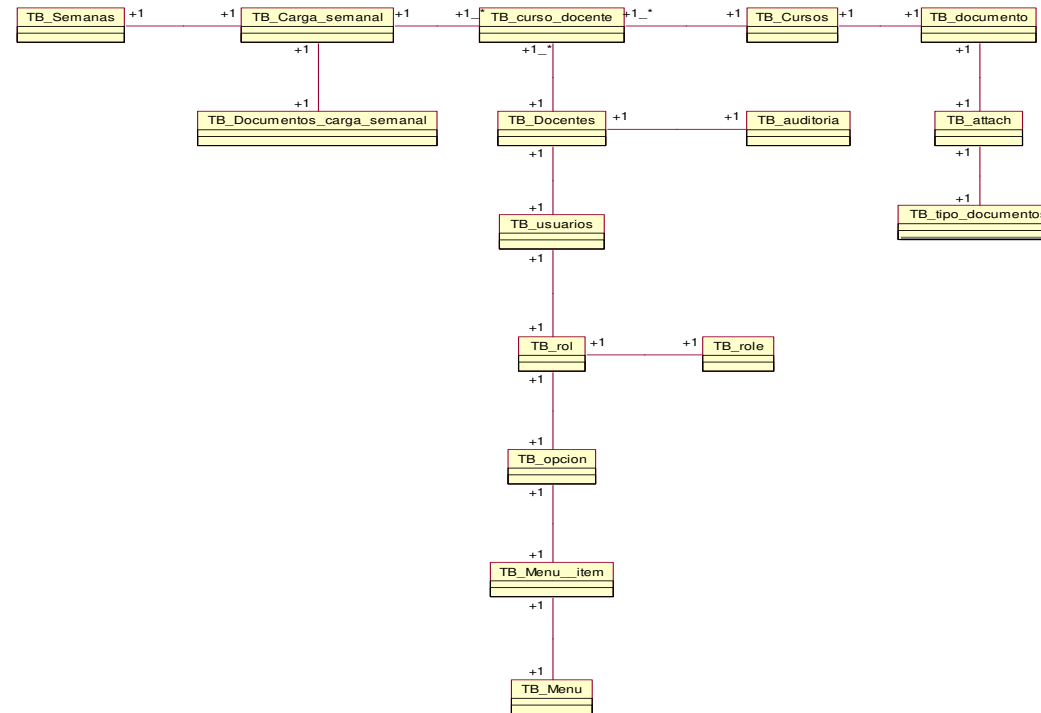 TB_Semanas +1 +1 TB_Carga_semanal +1 +1_* TB_curso_docente +1_* +1 TB_Cursos +1 +1 TB_documento
+1 +1_* +1
+1 +1 +1
TB_Documentos_carga_semanal TB_Docentes +1 +1 TB_auditoria TB_attach
+1 +1
+1 +1
TB_usuarios TB_tipo_documentos
+1
+1
TB_rol +1 +1 TB_role
+1
+1
TB_opcion
+1
+1
TB_Menu__item
+1
+1
TB_Menu